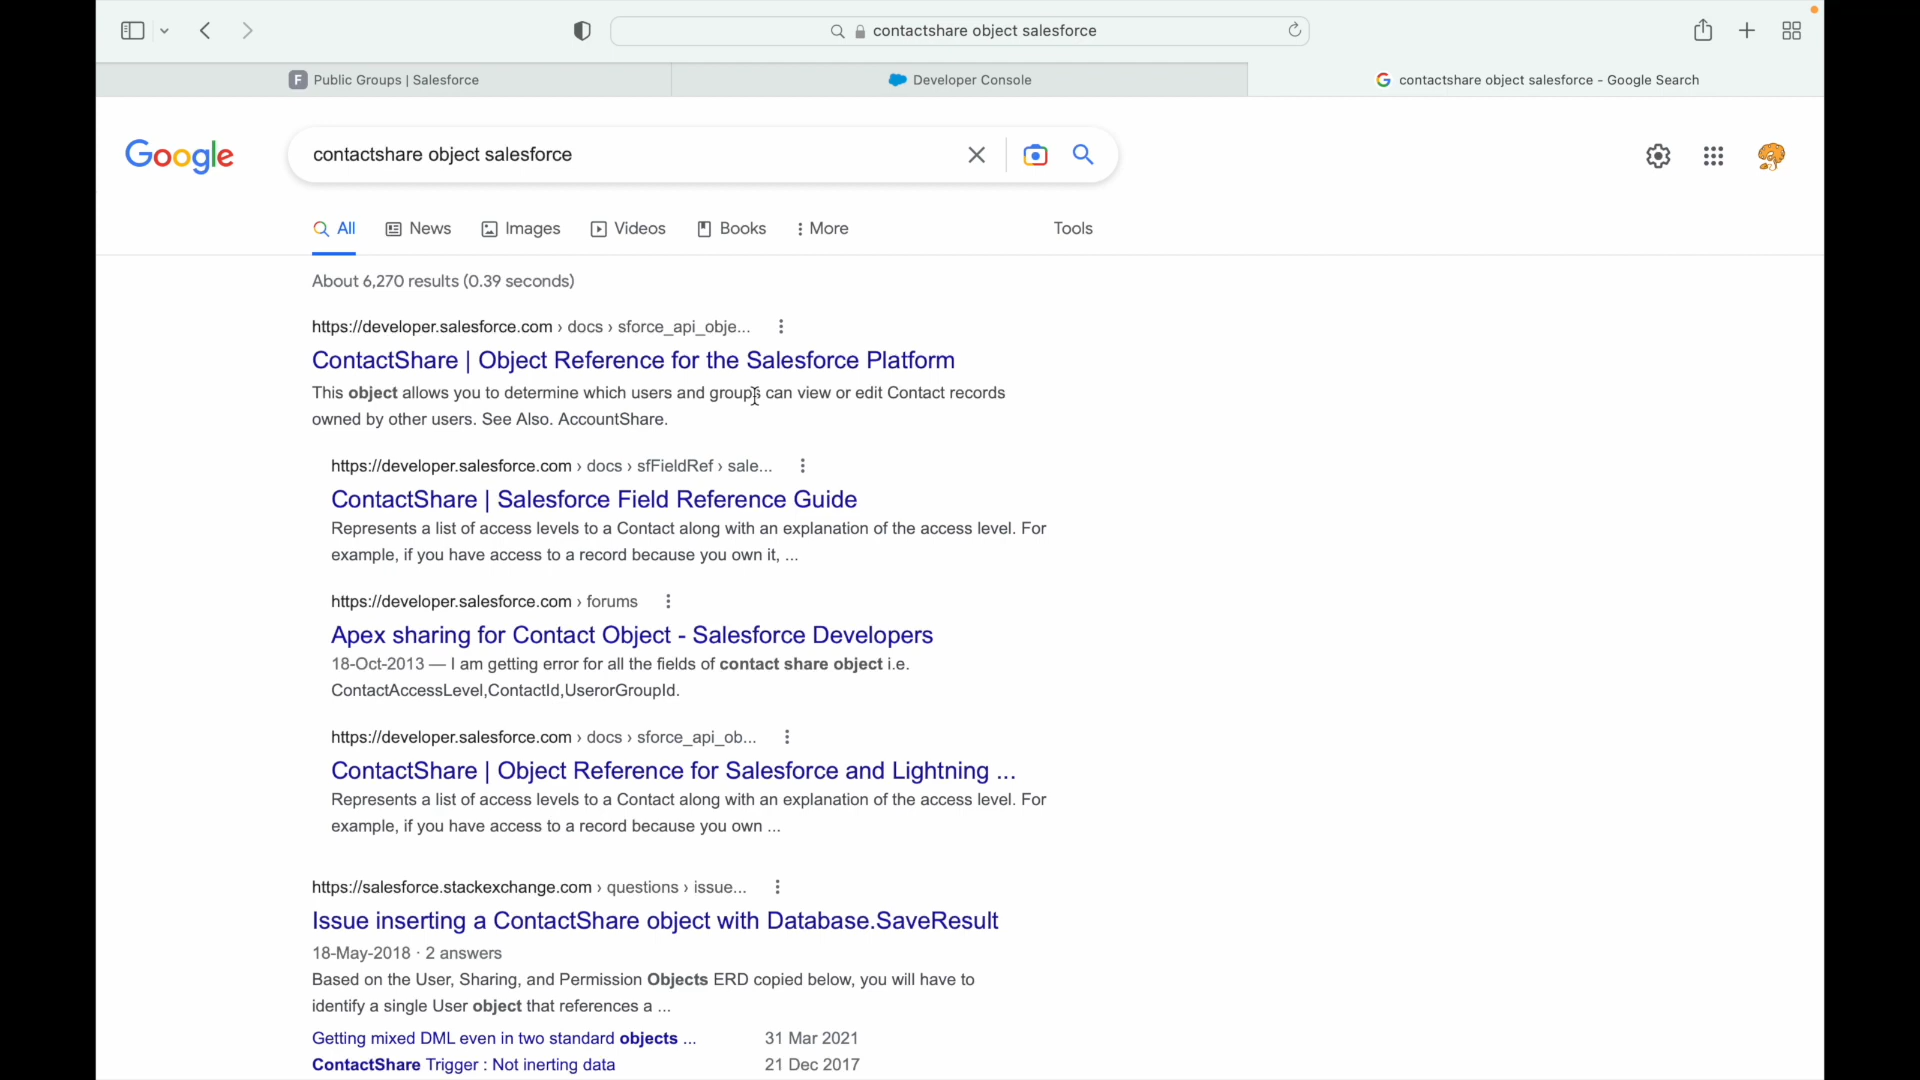 contactshare object salesforce
F Public Groups | Salesforce
Developer Console
contactshare object salesforce - Google Search
Google
contactshare object salesforce
All
News
Images
Videos
Books
More
Tools
About 6,270 results (0.39 seconds)
https://developer.salesforce.com › docs › sforce_api_obje...
ContactShare | Object Reference for the Salesforce Platform
This object allows you to determine which users and groups can view or edit Contact records
owned by other users. See Also. AccountShare.
https://developer.salesforce.com › docs › sfFieldRef › sale...
ContactShare | Salesforce Field Reference Guide
Represents a list of access levels to a Contact along with an explanation of the access level. For
example, if you have access to a record because you own it, ...
https://developer.salesforce.com › forums
Apex sharing for Contact Object - Salesforce Developers
18-Oct-2013 — I am getting error for all the fields of contact share object i.e.
ContactAccessLevel,ContactId,UserorGroupId.
https://developer.salesforce.com › docs › sforce_api_ob...
ContactShare | Object Reference for Salesforce and Lightning ...
Represents a list of access levels to a Contact along with an explanation of the access level. For
example, if you have access to a record because you own ...
https://salesforce.stackexchange.com › questions › issue...
Issue inserting a ContactShare object with Database.SaveResult
18-May-2018 · 2 answers
Based on the User, Sharing, and Permission Objects ERD copied below, you will have to
identify a single User object that references a ...
Getting mixed DML even in two standard objects ... 31 Mar 2021
ContactShare Trigger : Not inerting data 21 Dec 2017